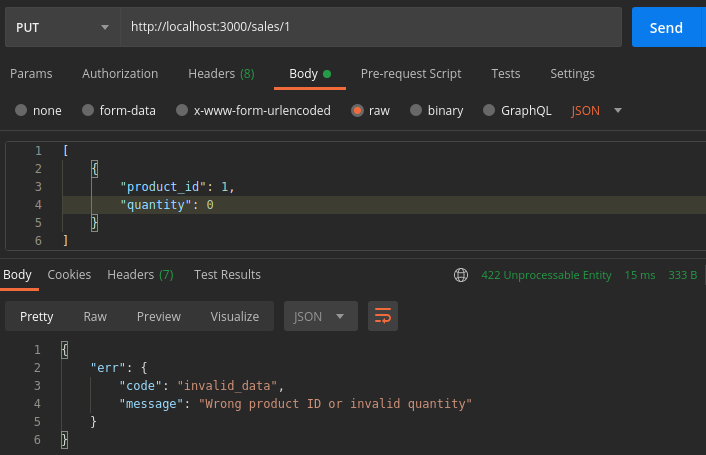 PUT http://localhost:3000/sales/1 Send
Params Authorization Headers (8) Body Pre-request Script Tests Settings
none form-data x-www-form-urlencoded raw binary GraphQL JSON
1 [
2 {
3 "product_id": 1,
4 "quantity": 0
5 }
6 ]
Body Cookies Headers (7) Test Results 422 Unprocessable Entity 15 ms 333 B
Pretty Raw Preview Visualize JSON
1 {
2 "err": {
3 "code": "invalid_data",
4 "message": "Wrong product ID or invalid quantity"
5 }
6 }